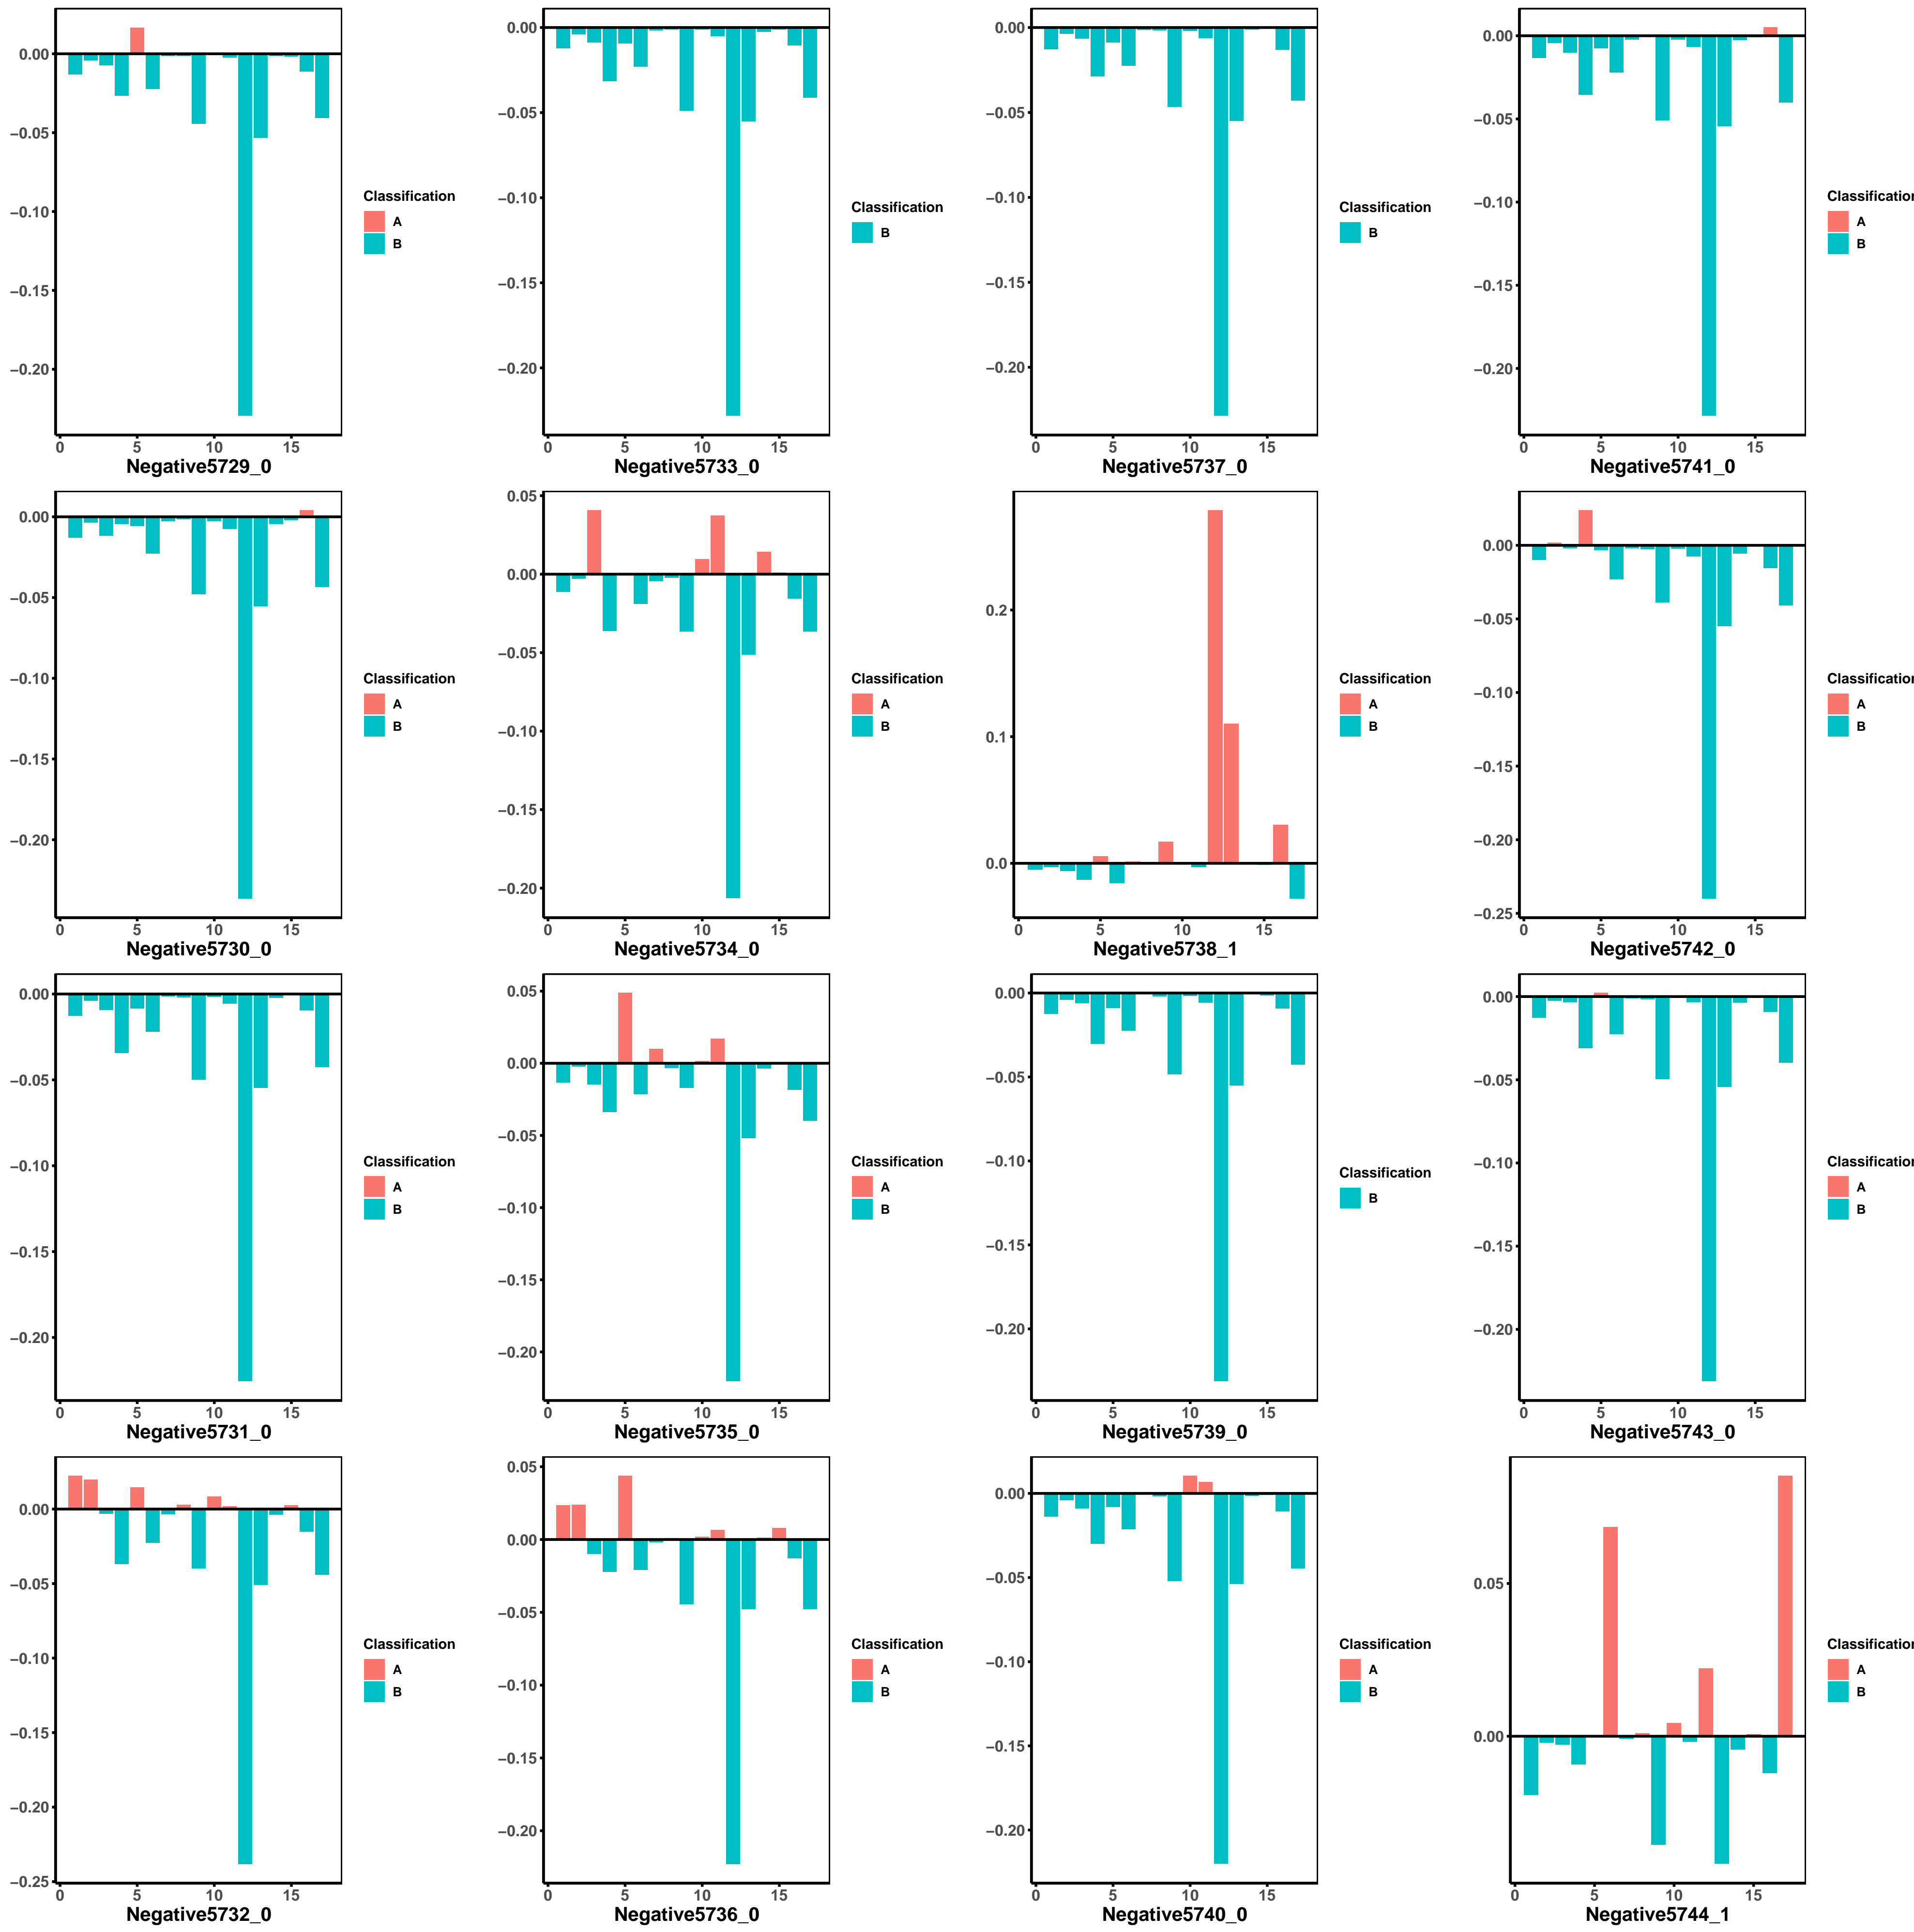 0.00
−0.05
−0.10
−0.15
−0.20
0 5 10 15
Negative5729_0
Classification
A
B
0.00
−0.05
−0.10
−0.15
−0.20
0 5 10 15
Negative5733_0
Classification
B
0.00
−0.05
−0.10
−0.15
−0.20
0 5 10 15
Negative5737_0
Classification
B
0.00
−0.05
−0.10
−0.15
−0.20
0 5 10 15
Negative5741_0
Classification
A
B
0.00
−0.05
−0.10
−0.15
−0.20
0 5 10 15
Negative5730_0
Classification
A
B
0.05
0.00
−0.05
−0.10
−0.15
−0.20
0 5 10 15
Negative5734_0
Classification
A
B
0.2
0.1
0.0
0 5 10 15
Negative5738_1
Classification
A
B
0.00
−0.05
−0.10
−0.15
−0.20
−0.25
0 5 10 15
Negative5742_0
Classification
A
B
0.00
−0.05
−0.10
−0.15
−0.20
0 5 10 15
Negative5731_0
Classification
A
B
0.05
0.00
−0.05
−0.10
−0.15
−0.20
0 5 10 15
Negative5735_0
Classification
A
B
0.00
−0.05
−0.10
−0.15
−0.20
0 5 10 15
Negative5739_0
Classification
B
0.00
−0.05
−0.10
−0.15
−0.20
0 5 10 15
Negative5743_0
Classification
A
B
0.00
−0.05
−0.10
−0.15
−0.20
−0.25
0 5 10 15
Negative5732_0
Classification
A
B
0.05
0.00
−0.05
−0.10
−0.15
−0.20
0 5 10 15
Negative5736_0
Classification
A
B
0.00
−0.05
−0.10
−0.15
−0.20
0 5 10 15
Negative5740_0
Classification
A
B
0.05
0.00
0 5 10 15
Negative5744_1
Classification
A
B